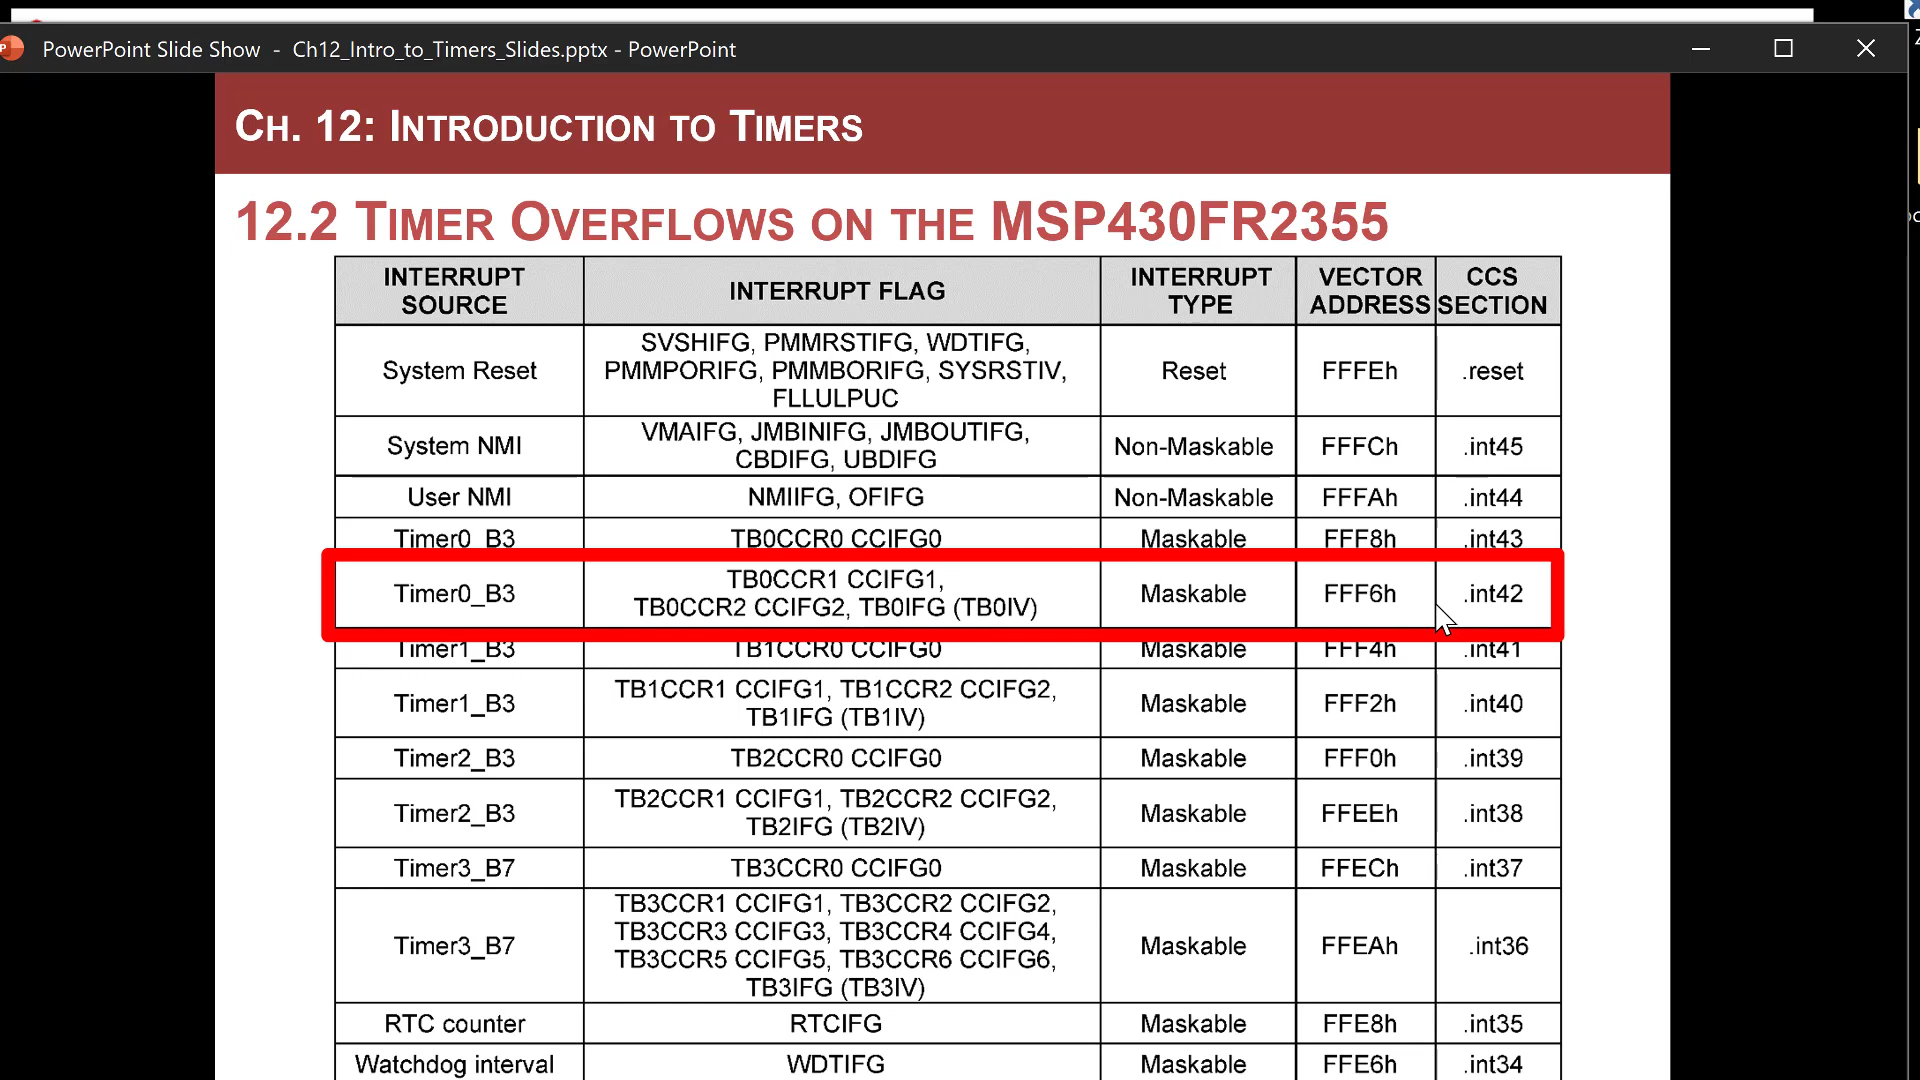 PowerPoint Slide Show - Ch12_Intro_to_Timers_Slides.pptx - PowerPoint
CH. 12: INTRODUCTION TO TIMERS
12.2 TIMER OVERFLOWS ON THE MSP430FR2355
INTERRUPT SOURCE INTERRUPT FLAG INTERRUPT TYPE VECTOR ADDRESS CCS SECTION
System Reset SVSHIFG, PMMRSTIFG, WDTIFG,
PMMPORIFG, PMMBORIFG, SYSRSTIV,
FLLULPUC Reset FFFEh .reset
System NMI VMAIFG, JMBINIFG, JMBOUTIFG,
CBDIFG, UBDIFG Non-Maskable FFFCh .int45
User NMI NMIIFG, OFIFG Non-Maskable FFFAh .int44
Timer0_B3 TB0CCR0 CCIFG0 Maskable FFF8h .int43
Timer0_B3 TB0CCR1 CCIFG1,
TB0CCR2 CCIFG2, TB0IFG (TB0IV) Maskable FFF6h .int42
Timer1_B3 TB1CCR0 CCIFG0 Maskable FFF4h .int41
Timer1_B3 TB1CCR1 CCIFG1, TB1CCR2 CCIFG2,
TB1IFG (TB1IV) Maskable FFF2h .int40
Timer2_B3 TB2CCR0 CCIFG0 Maskable FFF0h .int39
Timer2_B3 TB2CCR1 CCIFG1, TB2CCR2 CCIFG2,
TB2IFG (TB2IV) Maskable FFEEh .int38
Timer3_B7 TB3CCR0 CCIFG0 Maskable FFECh .int37
Timer3_B7 TB3CCR1 CCIFG1, TB3CCR2 CCIFG2,
TB3CCR3 CCIFG3, TB3CCR4 CCIFG4,
TB3CCR5 CCIFG5, TB3CCR6 CCIFG6,
TB3IFG (TB3IV) Maskable FFEAh .int36
RTC counter RTCIFG Maskable FFE8h .int35
Watchdog interval WDTIFG Maskable FFE6h .int34